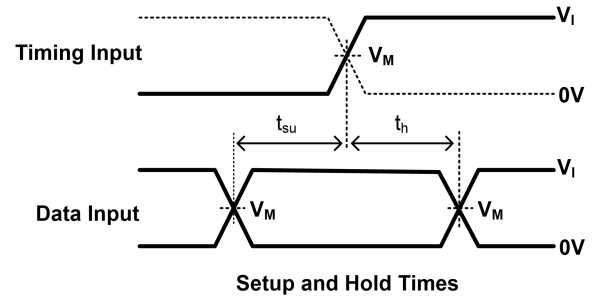 V_I
Timing Input
V_M
0V
t_su
t_h
V_I
Data Input
V_M
V_M
0V
Setup and Hold Times